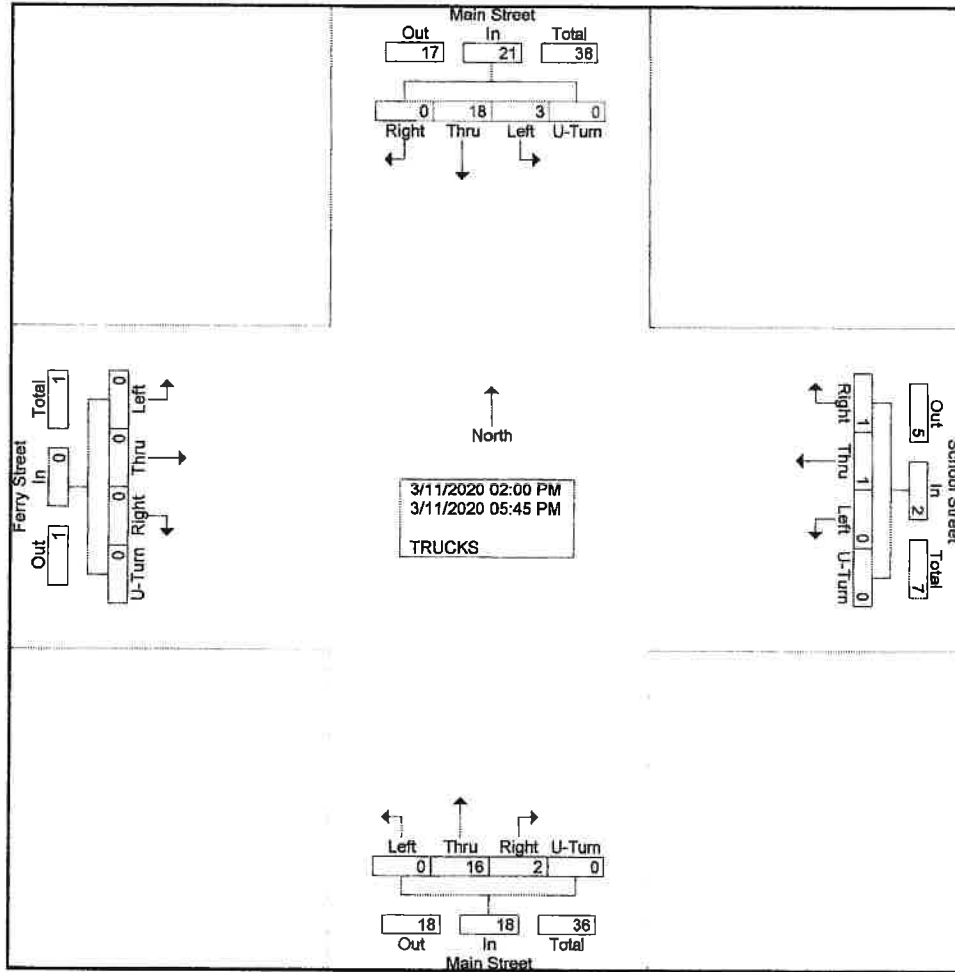 Main Street
Out In Total
17 21 38
0 18 3 0
Right Thru Left U-Turn
Ferry Street
Total In Out
1 0 1
0 0 0 0
Left Thru Right U-Turn
North
3/11/2020 02:00 PM
3/11/2020 05:45 PM
TRUCKS
Right Thru Left U-Turn
1 1 0 0
Out In Total
5 2 7
School Street
Left Thru Right U-Turn
0 16 2 0
18 18 36
Out In Total
Main Street